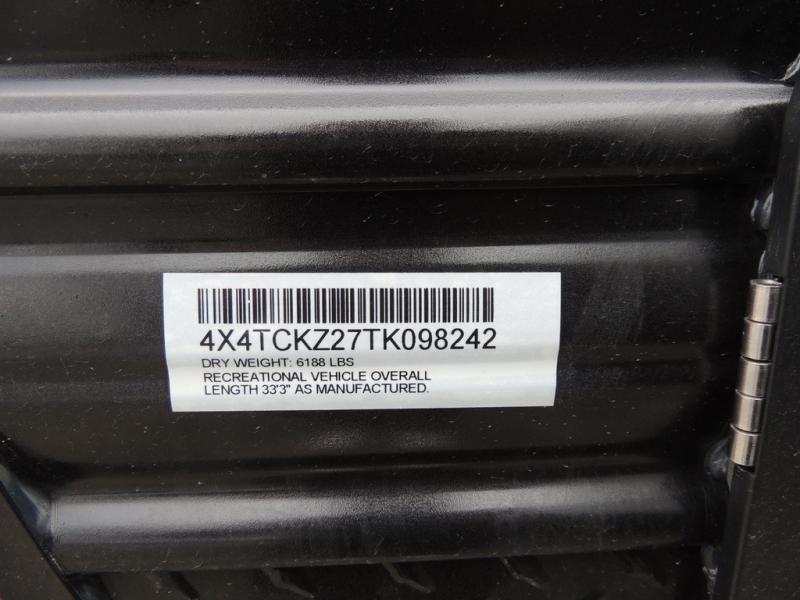 4X4TCKZ27TK098242
DRY WEIGHT: 6188 LBS
RECREATIONAL VEHICLE OVERALL
LENGTH 33'3" AS MANUFACTURED.